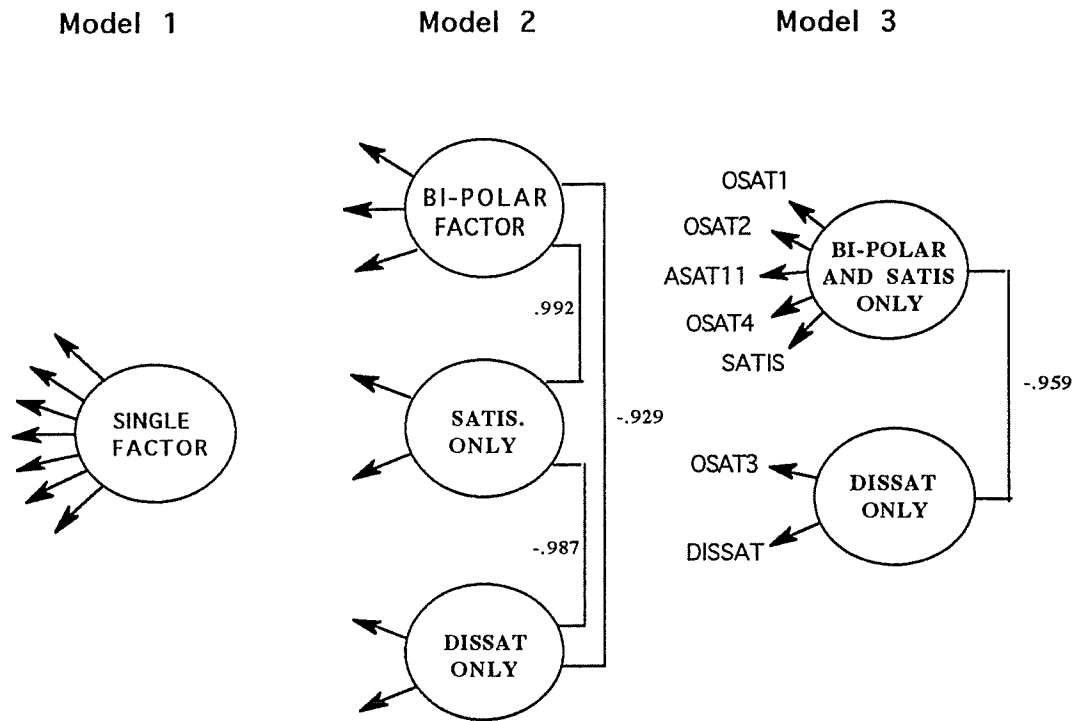 Model 1
Model 2
Model 3
SINGLE
FACTOR
BI-POLAR
FACTOR
.992
SATIS.
ONLY
-.929
-.987
DISSAT
ONLY
OSAT1
OSAT2
ASAT11
OSAT4
SATIS
BI-POLAR
AND SATIS
ONLY
-.959
OSAT3
DISSAT
DISSAT
ONLY